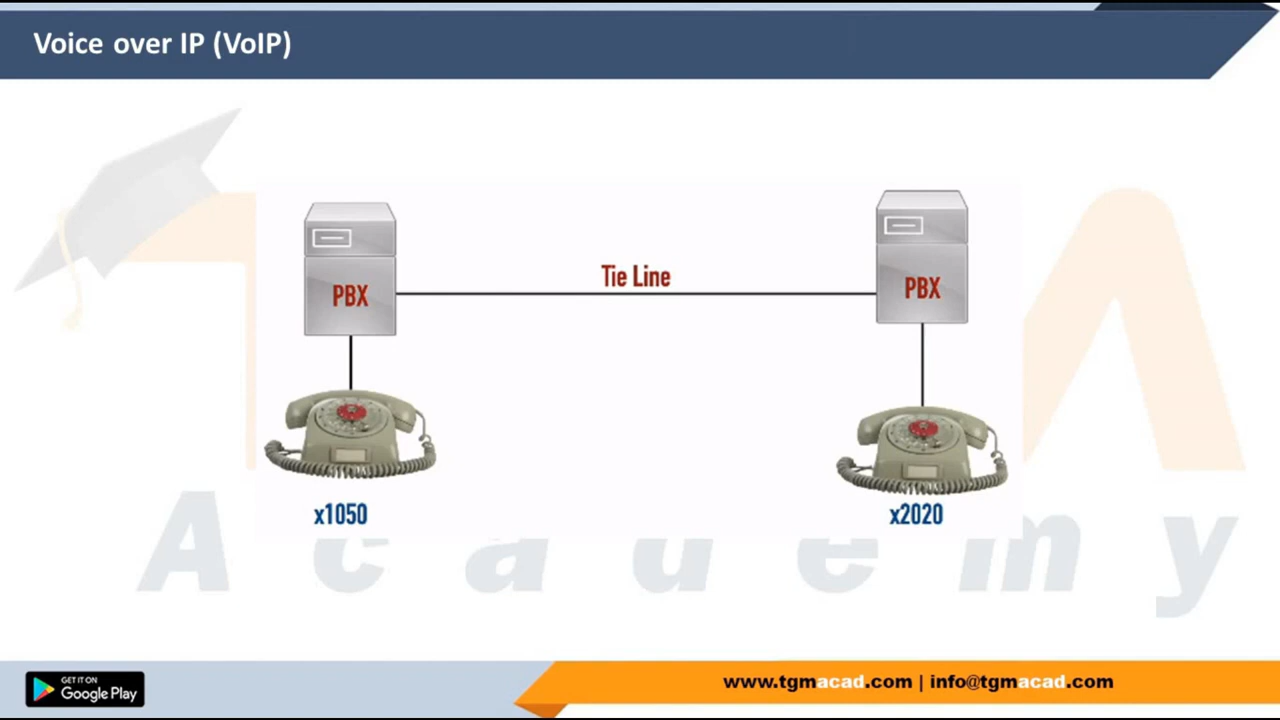 Voice over IP (VoIP)
Tie Line
PBX
PBX
x1050
x2020
Academy
GET IT ON
Google Play
www.tgmacad.com | info@tgmacad.com